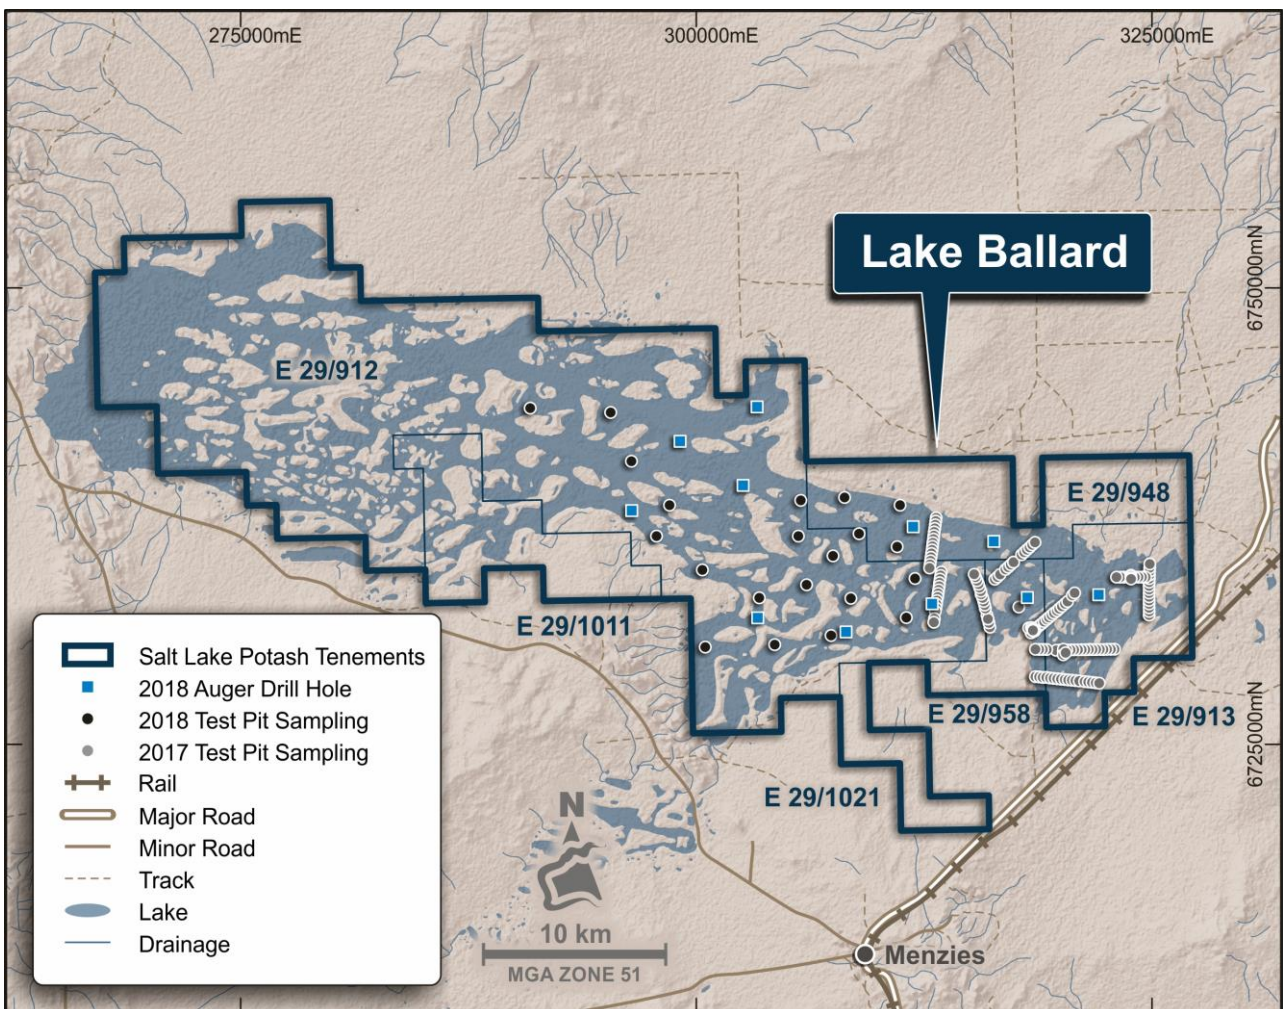 275000mE
300000mE
325000mE
Lake Ballard
6750000mN
E 29/912
E 29/948
E 29/1011
E 29/958
E 29/913
E 29/1021
6725000mN
Salt Lake Potash Tenements
2018 Auger Drill Hole
2018 Test Pit Sampling
2017 Test Pit Sampling
Rail
Major Road
Minor Road
Track
Lake
Drainage
N
10 km
MGA ZONE 51
Menzies